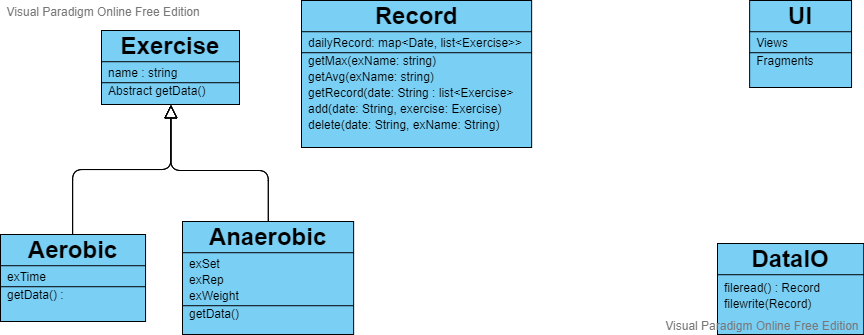 Visual Paradigm Online Free Edition
Exercise
name : string
Abstract getData()
Record
dailyRecord: map<Date, list<Exercise>>
getMax(exName: string)
getAvg(exName: string)
getRecord(date: String : list<Exercise>
add(date: String, exercise: Exercise)
delete(date: String, exName: String)
UI
Views
Fragments
Aerobic
exTime
getData() :
Anaerobic
exSet
exRep
exWeight
getData()
DataIO
fileread() : Record
filewrite(Record)
Visual Paradigm Online Free Edition